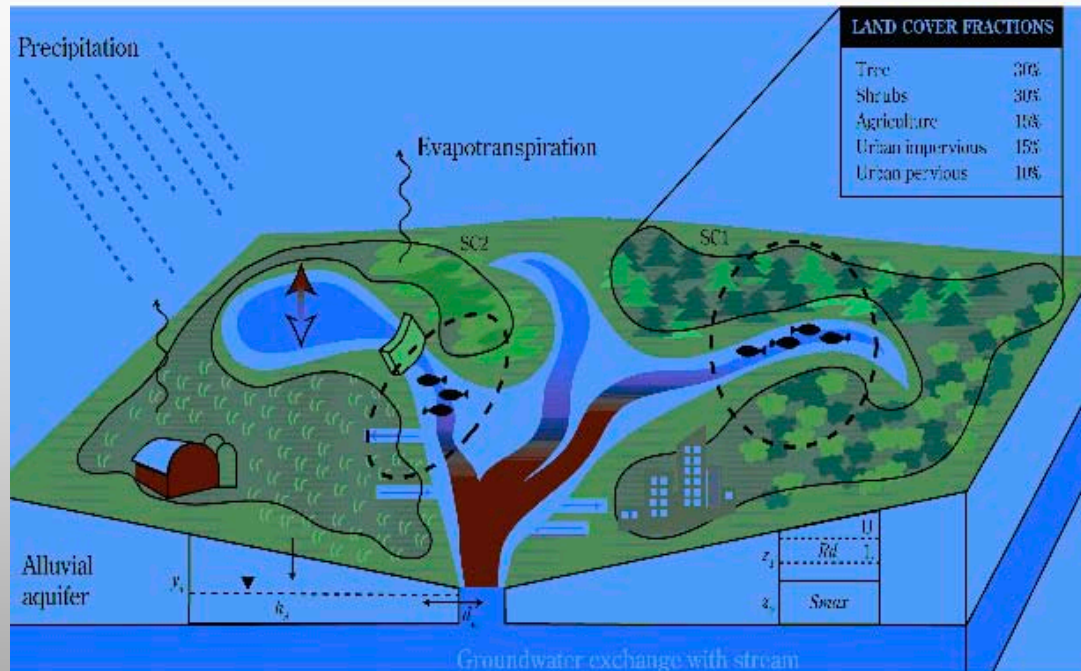 LAND COVER FRACTIONS
Tree 30%
Shrubs 30%
Agriculture 15%
Urban impervious 15%
Urban pervious 10%
Precipitation
Evapotranspiration
SC2
SC1
Alluvial
aquifer
U
Rd L
Smax
Groundwater exchange with stream